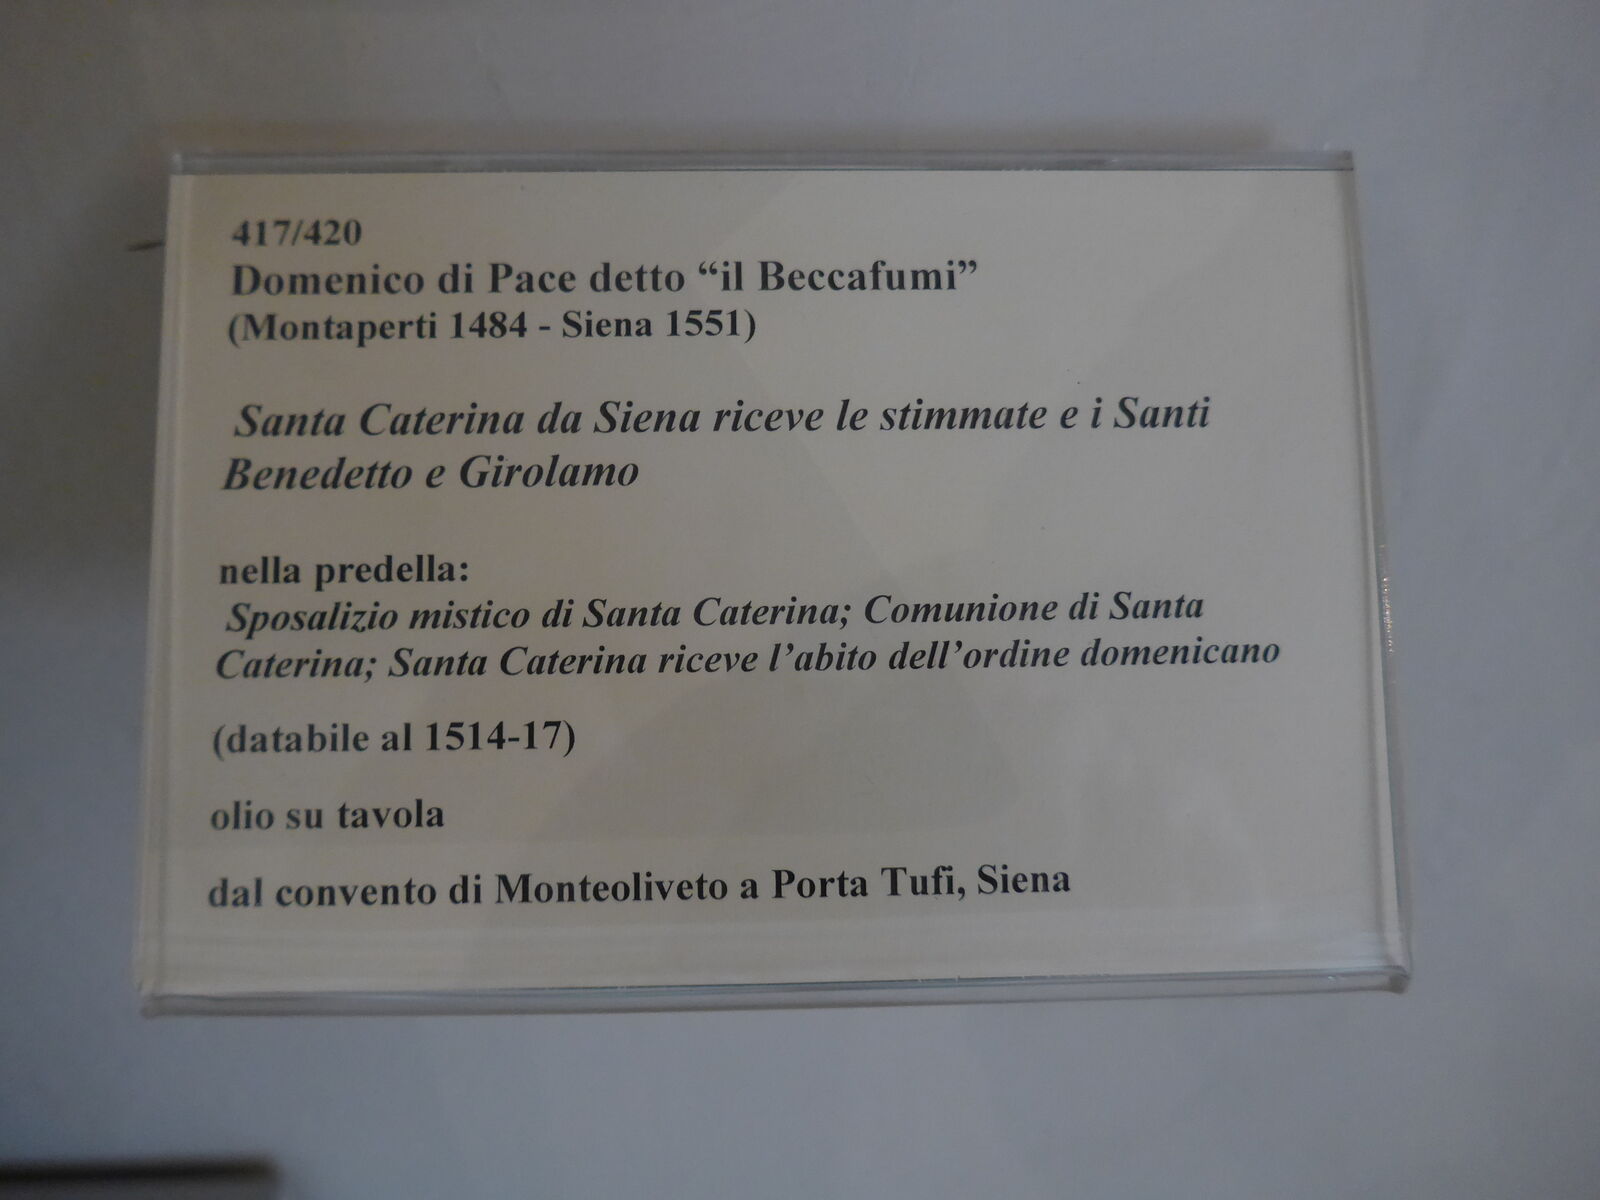 417/420
Domenico di Pace detto “il Beccafumi”
(Montaperti 1484 - Siena 1551)
Santa Caterina da Siena riceve le stimmate e i Santi
Benedetto e Girolamo
nella predella:
Sposalizio mistico di Santa Caterina; Comunione di Santa
Caterina; Santa Caterina riceve l’abito dell’ordine domenicano
(databile al 1514-17)
olio su tavola
dal convento di Monteoliveto a Porta Tufi, Siena